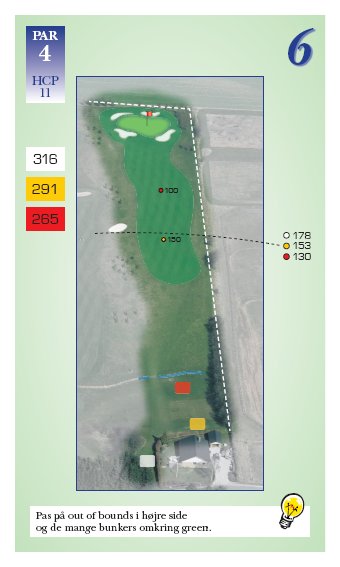 PAR
4
HCP
11
6
316
291
265
100
150
178
153
130
Pas på out of bounds i højre side
og de mange bunkers omkring green.